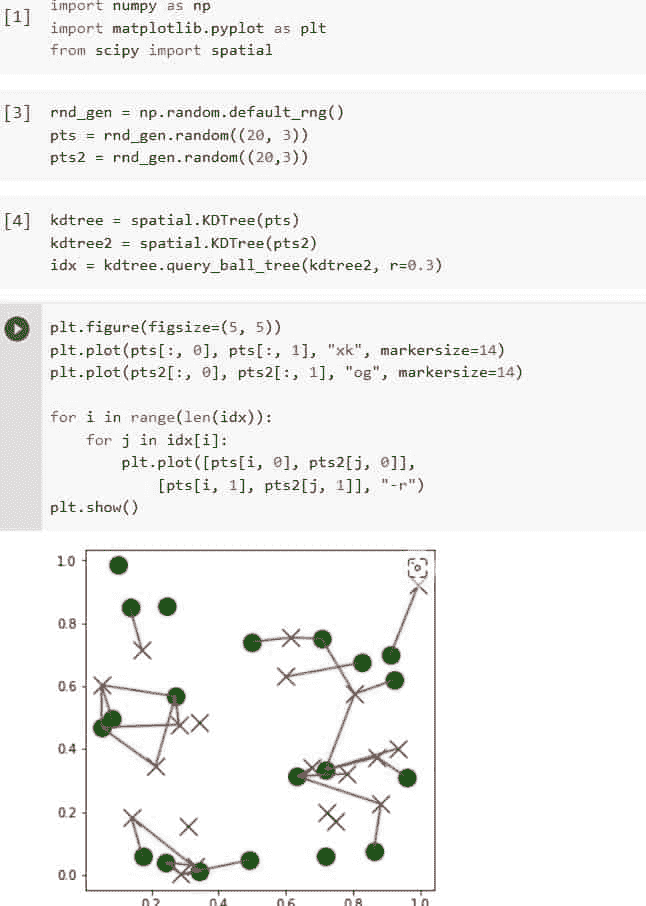 [1]
import numpy as np
import matplotlib.pyplot as plt
from scipy import spatial
[3]
rnd_gen = np.random.default_rng()
pts = rnd_gen.random((20, 3))
pts2 = rnd_gen.random((20,3))
[4]
kdtree = spatial.KDTree(pts)
kdtree2 = spatial.KDTree(pts2)
idx = kdtree.query_ball_tree(kdtree2, r=0.3)
plt.figure(figsize=(5, 5))
plt.plot(pts[:, 0], pts[:, 1], "xk", markersize=14)
plt.plot(pts2[:, 0], pts2[:, 1], "og", markersize=14)
for i in range(len(idx)):
    for j in idx[i]:
        plt.plot([pts[i, 0], pts2[j, 0]],
            [pts[i, 1], pts2[j, 1]], "-r")
plt.show()
1.0
0.8
0.6
0.4
0.2
0.0
0.2 0.4 0.6 0.8 1.0